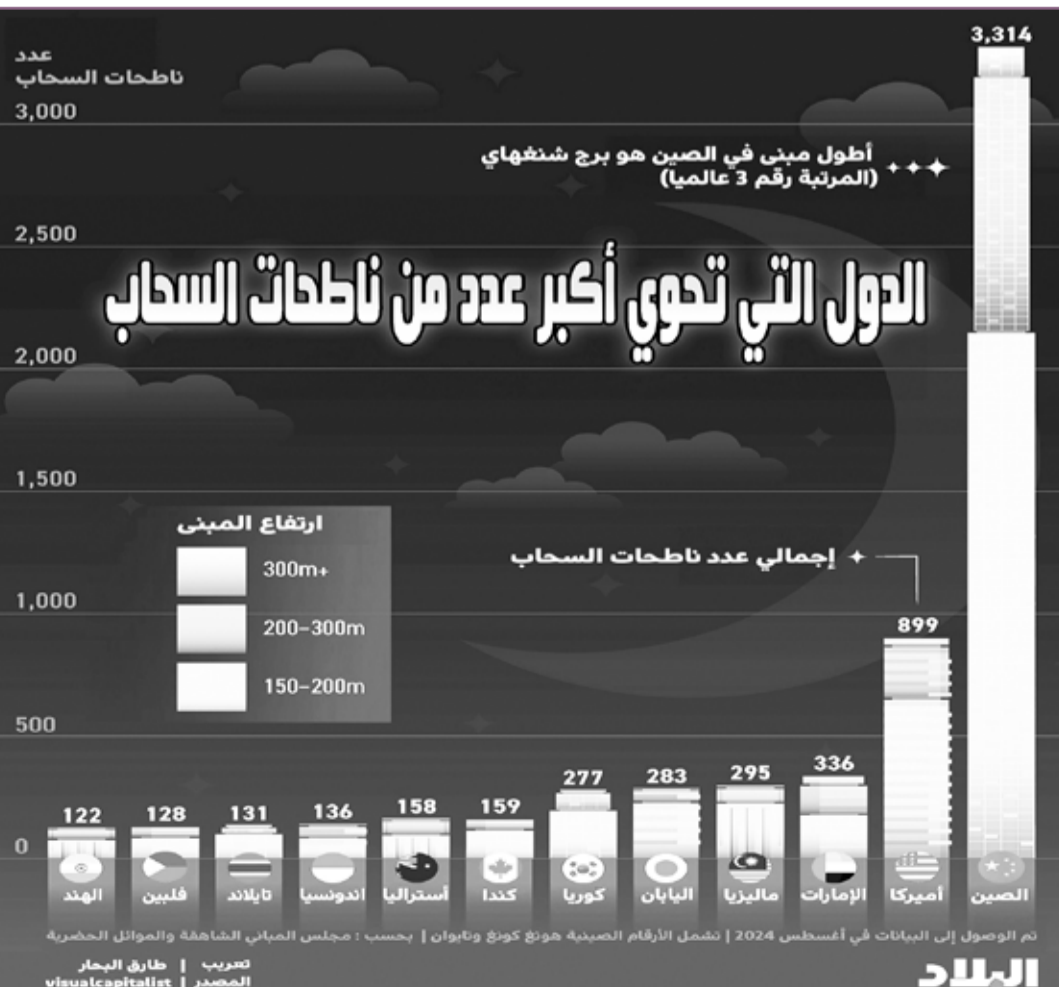 عدد
ناطحات السحاب
3,314
3,000
أطول مبنى في الصين هو برج شنغهاي
(المرتبة رقم 3 عالميا)
2,500
الدول التي تحوي أكبر عدد من ناطحات السحاب
2,000
1,500
ارتفاع المبنى
300m+
200–300m
150–200m
إجمالي عدد ناطحات السحاب
1,000
899
500
336
295
283
277
159
158
136
131
128
122
0
الصين
أميركا
الإمارات
ماليزيا
اليابان
كوريا
كندا
أستراليا
اندونسيا
تايلاند
فلبين
الهند
تم الوصول إلى البيانات في أغسطس 2024 | تشمل الأرقام الصينية هونغ كونغ وتايوان | بحسب : مجلس المباني الشاهقة والموائل الحضرية
البلاد
تعريب | طارق البحار
المصدر | visualcapitalist